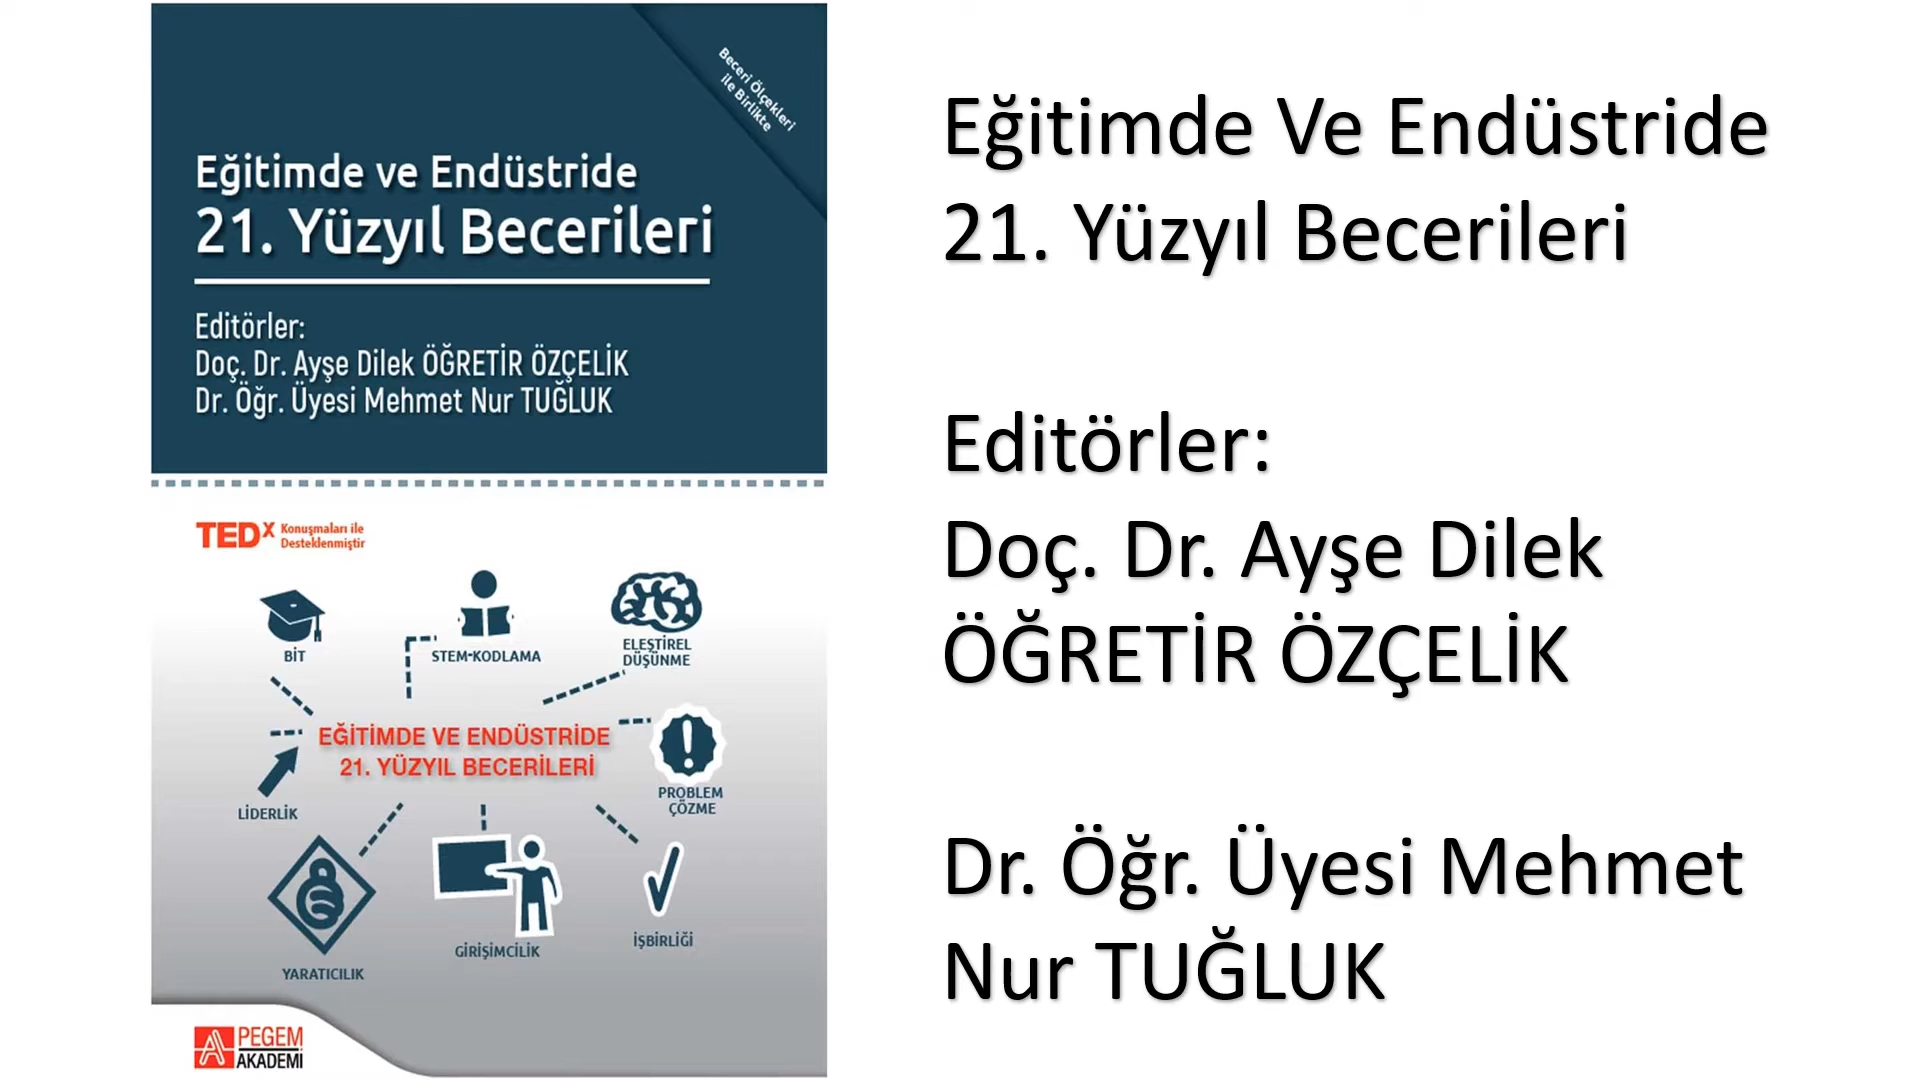 Beceri Ölçekleri
ile Birlikte
Eğitimde ve Endüstride
21. Yüzyıl Becerileri
Editörler:
Doç. Dr. Ayşe Dilek ÖĞRETİR ÖZÇELİK
Dr. Öğr. Üyesi Mehmet Nur TUĞLUK
TEDx Konuşmaları ile
Desteklenmiştir
BİT
STEM-KODLAMA
ELEŞTİREL
DÜŞÜNME
EĞİTİMDE VE ENDÜSTRİDE
21. YÜZYIL BECERİLERİ
PROBLEM
ÇÖZME
LİDERLİK
YARATICILIK
GİRİŞİMCİLİK
İŞBİRLİĞİ
PEGEM
AKADEMİ
Eğitimde Ve Endüstride
21. Yüzyıl Becerileri
Editörler:
Doç. Dr. Ayşe Dilek
ÖĞRETİR ÖZÇELİK
Dr. Öğr. Üyesi Mehmet
Nur TUĞLUK